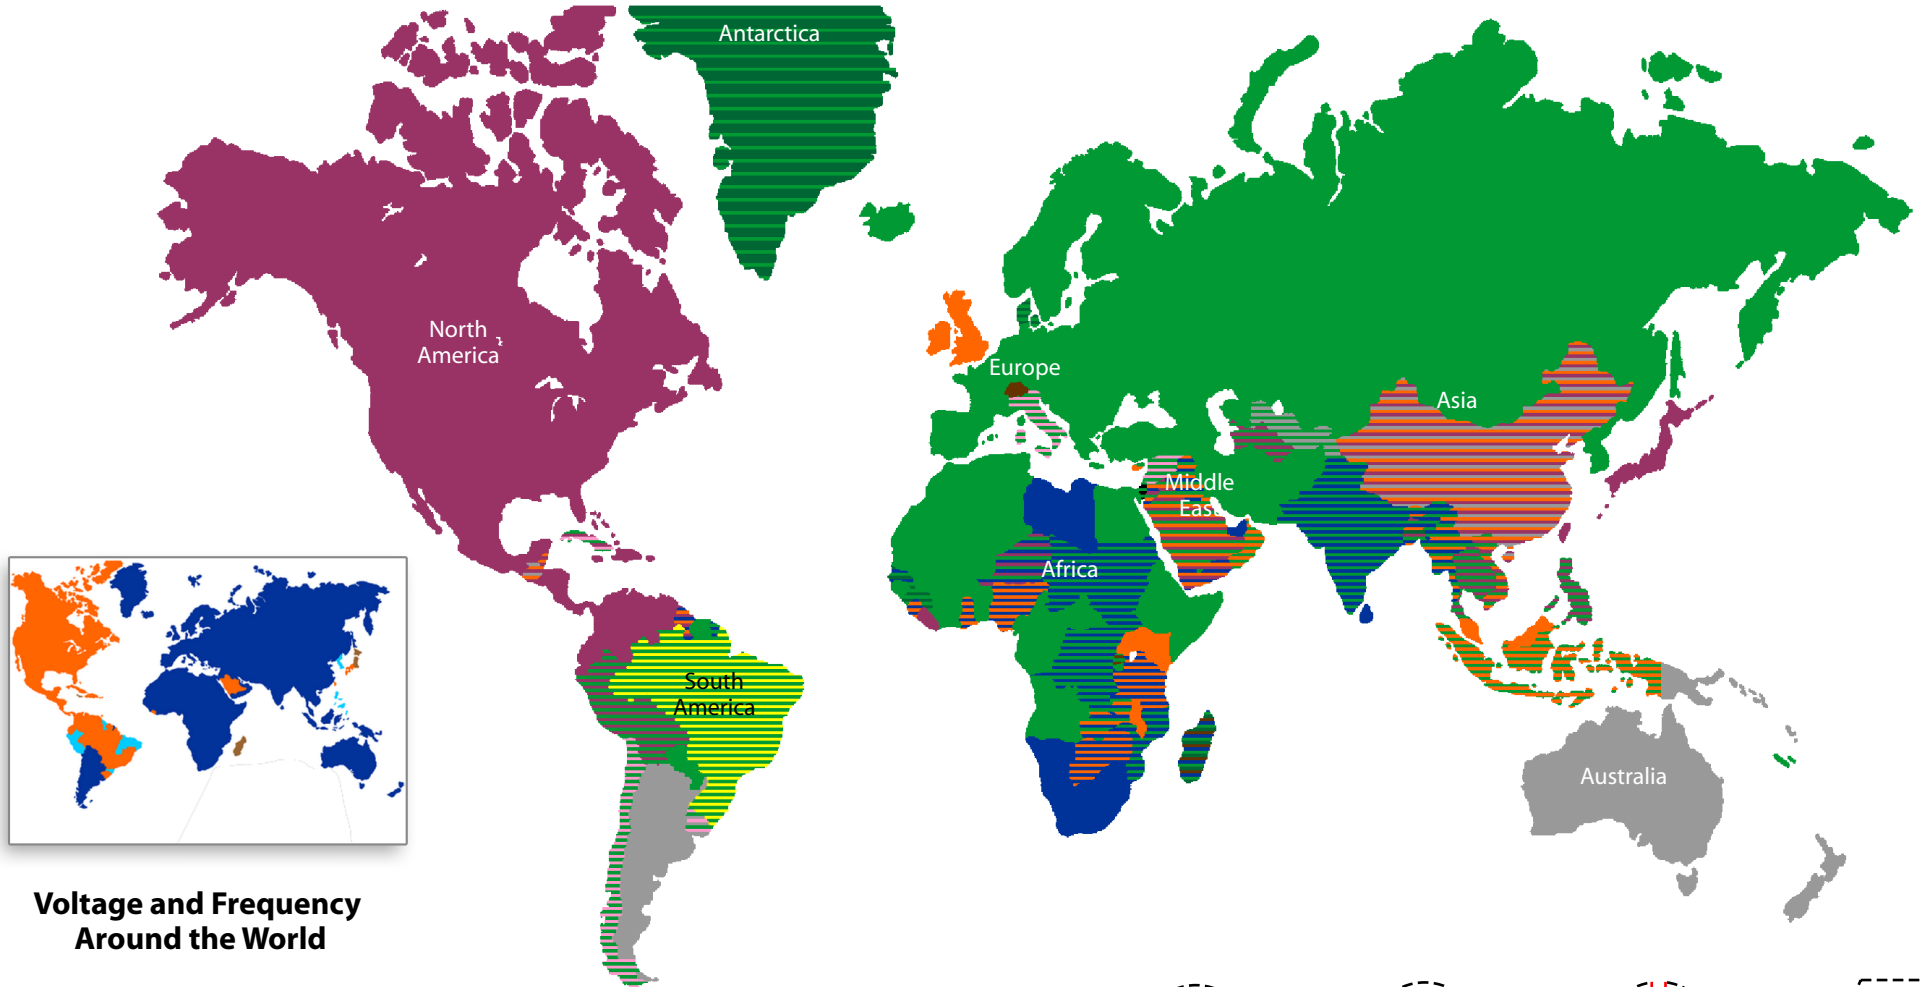 Antarctica
North
America
Europe
Asia
Middle
East
Africa
South
America
Australia
Voltage and Frequency
Around the World